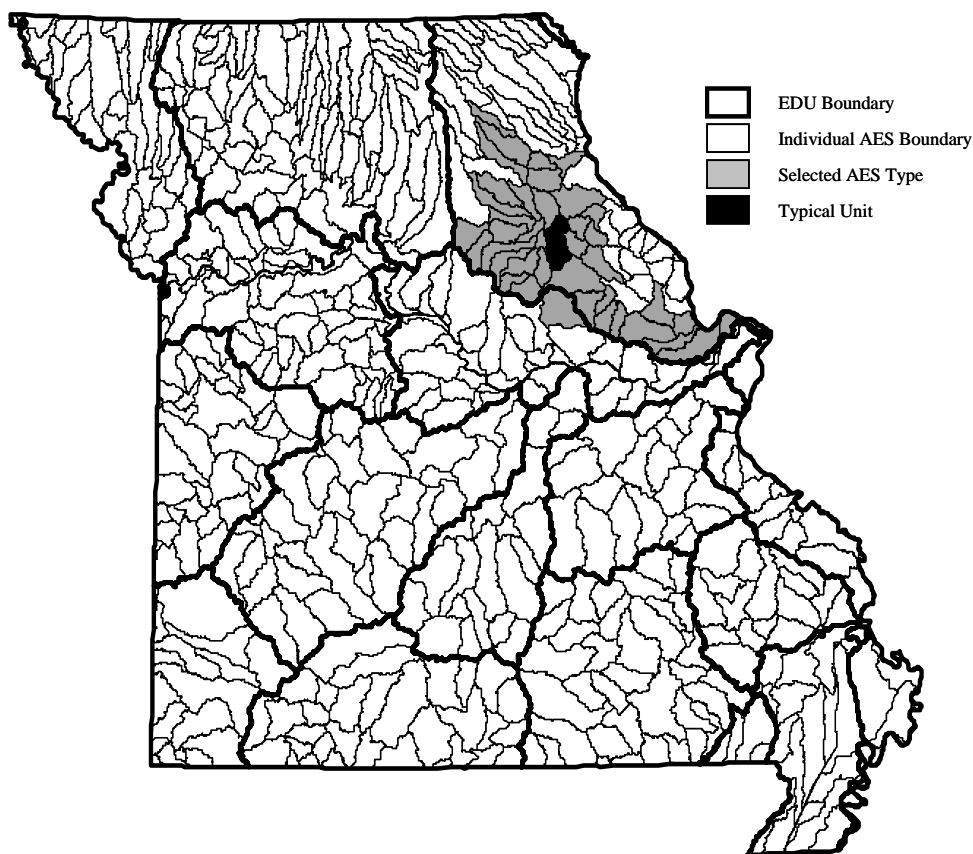 EDU Boundary
Individual AES Boundary
Selected AES Type
Typical Unit